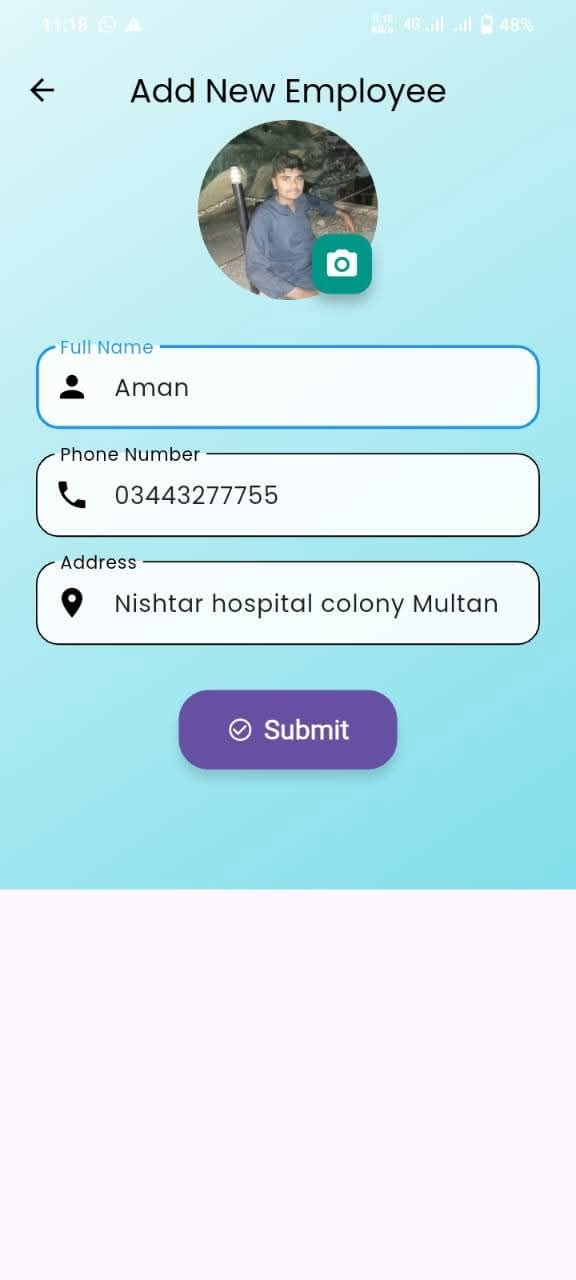 11:18 4G 48%
Add New Employee
Full Name
Aman
Phone Number
03443277755
Address
Nishtar hospital colony Multan
Submit